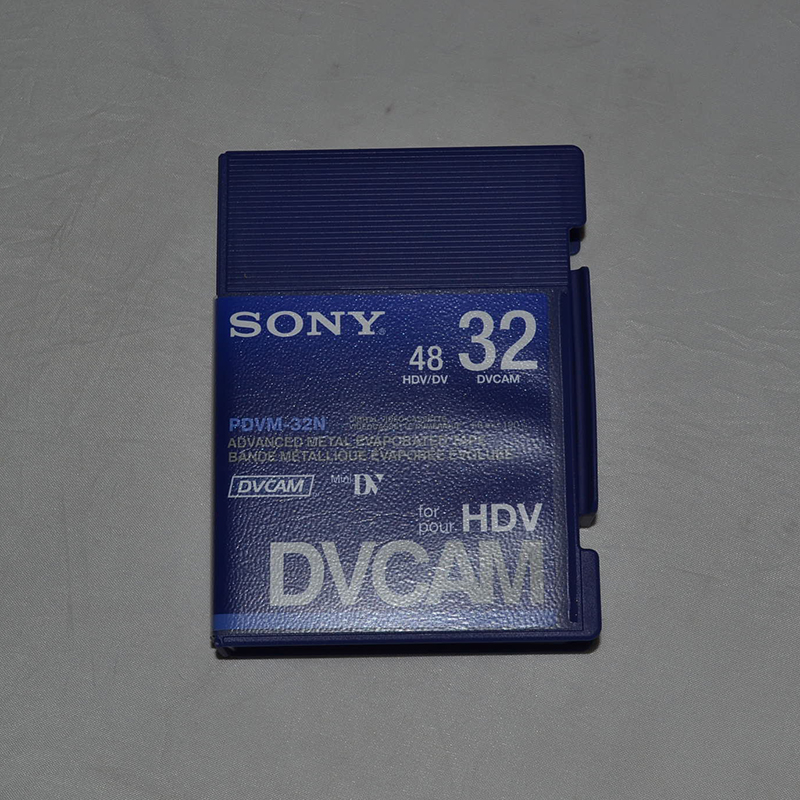 SONY
48 32
HDV/DV DVCAM
PDVM-32N
ADVANCED METAL EVAPORATED TAPE
BANDE MÉTALLIQUE ÉVAPORÉE ÉVOLUÉE
DVCAM Mini DV
for
pour HDV
DVCAM